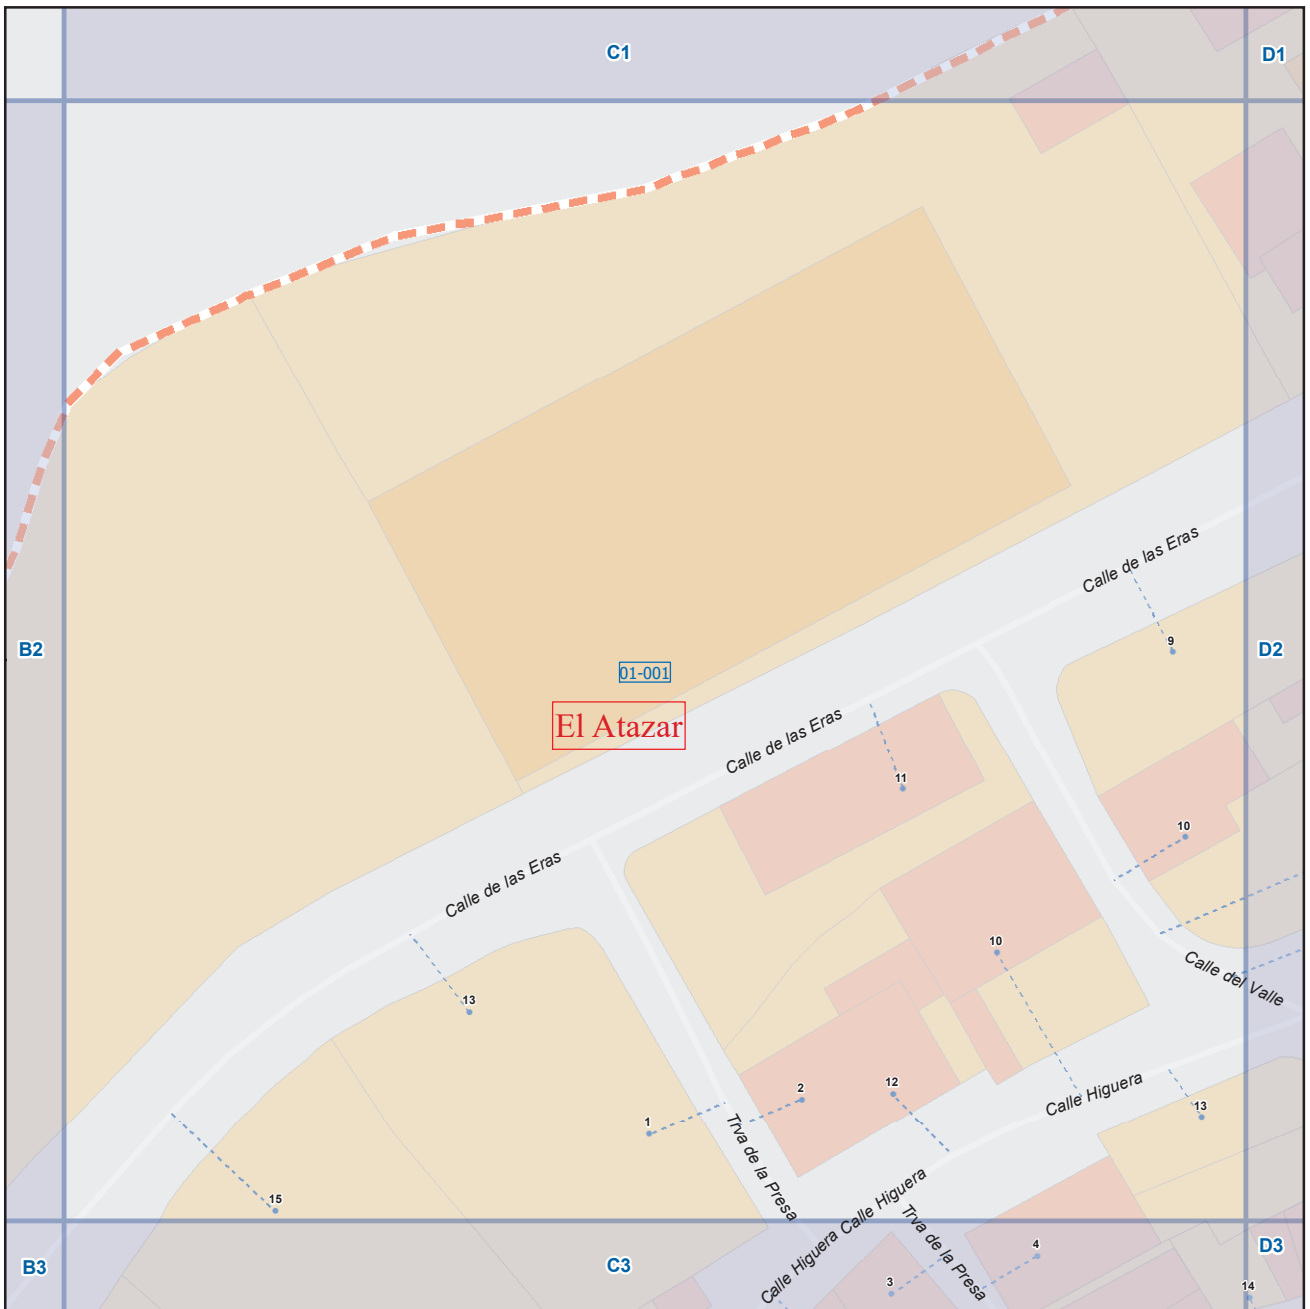 C1
D1
Calle de las Eras
9
B2
D2
01-001
El Atazar
Calle de las Eras
11
10
Calle de las Eras
10
Calle del Valle
13
12
2
Calle Higuera
13
1
Trva de la Presa
15
Calle Higuera
Calle Higuera
Trva de la Presa
4
D3
B3
C3
3
14